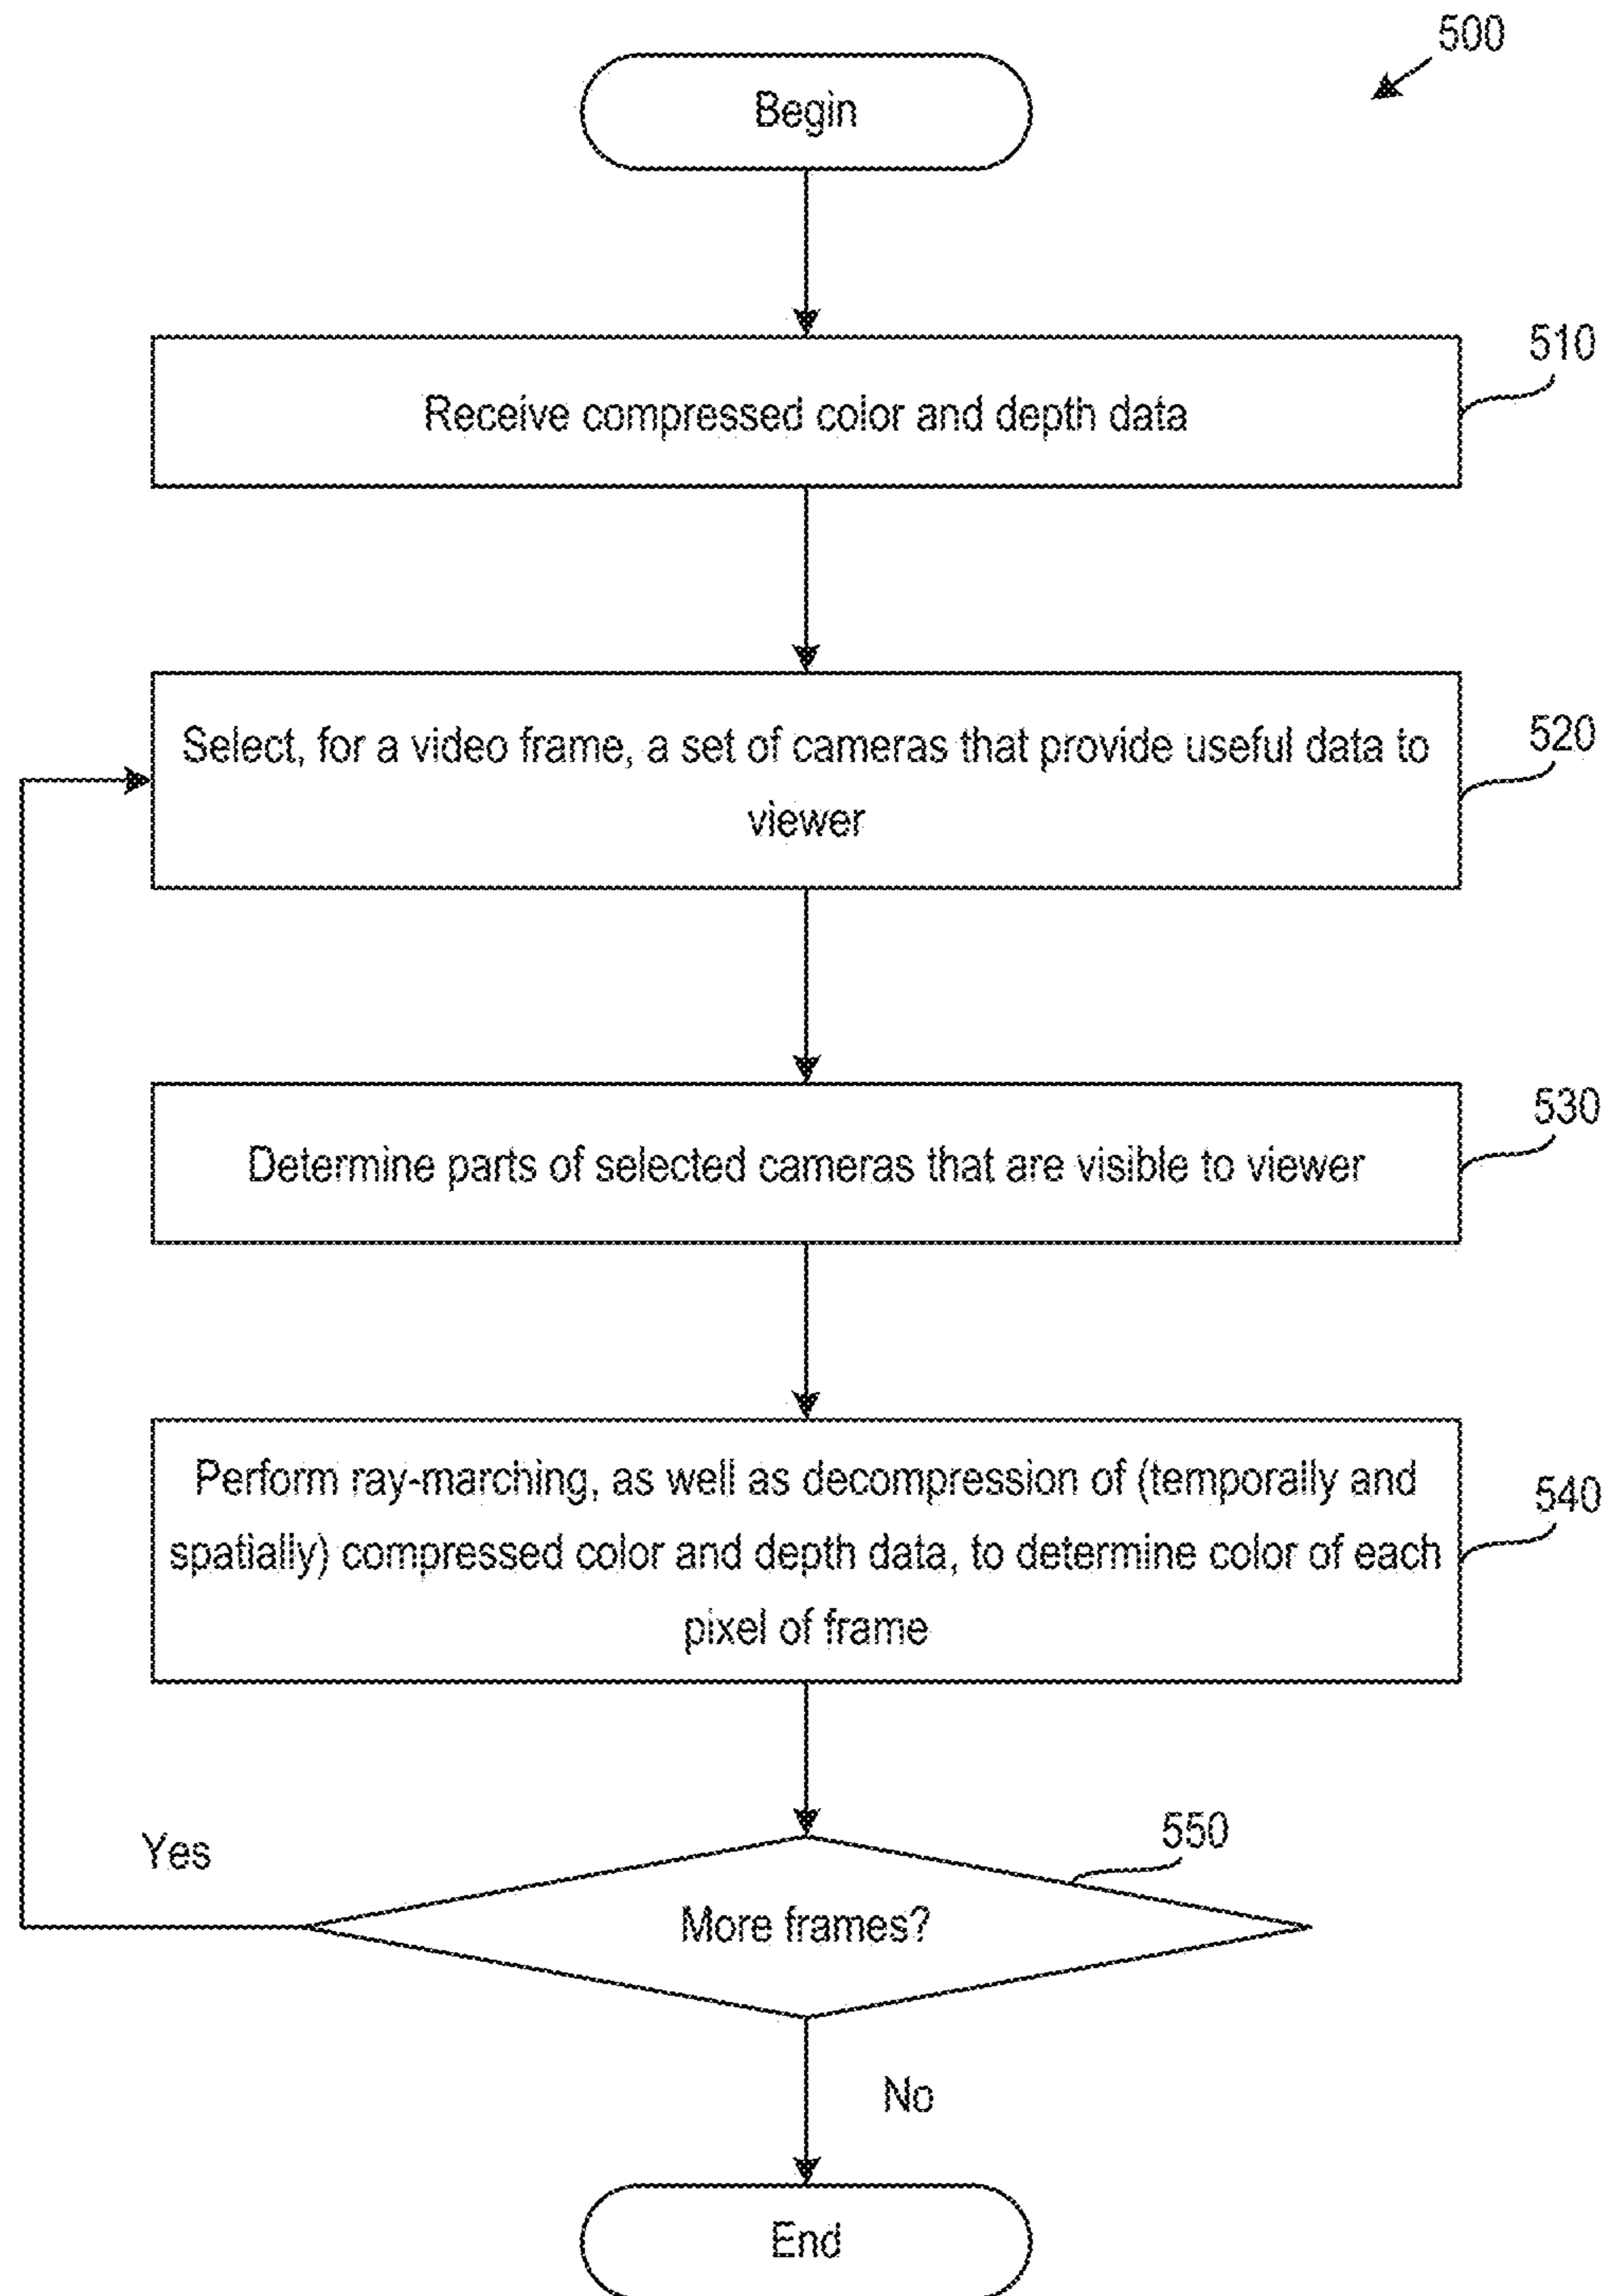 500
Begin
510
Receive compressed color and depth data
520
Select, for a video frame, a set of cameras that provide useful data to
viewer
530
Determine parts of selected cameras that are visible to viewer
540
Perform ray-marching, as well as decompression of (temporally and
spatially) compressed color and depth data, to determine color of each
pixel of frame
550
Yes
More frames?
No
End